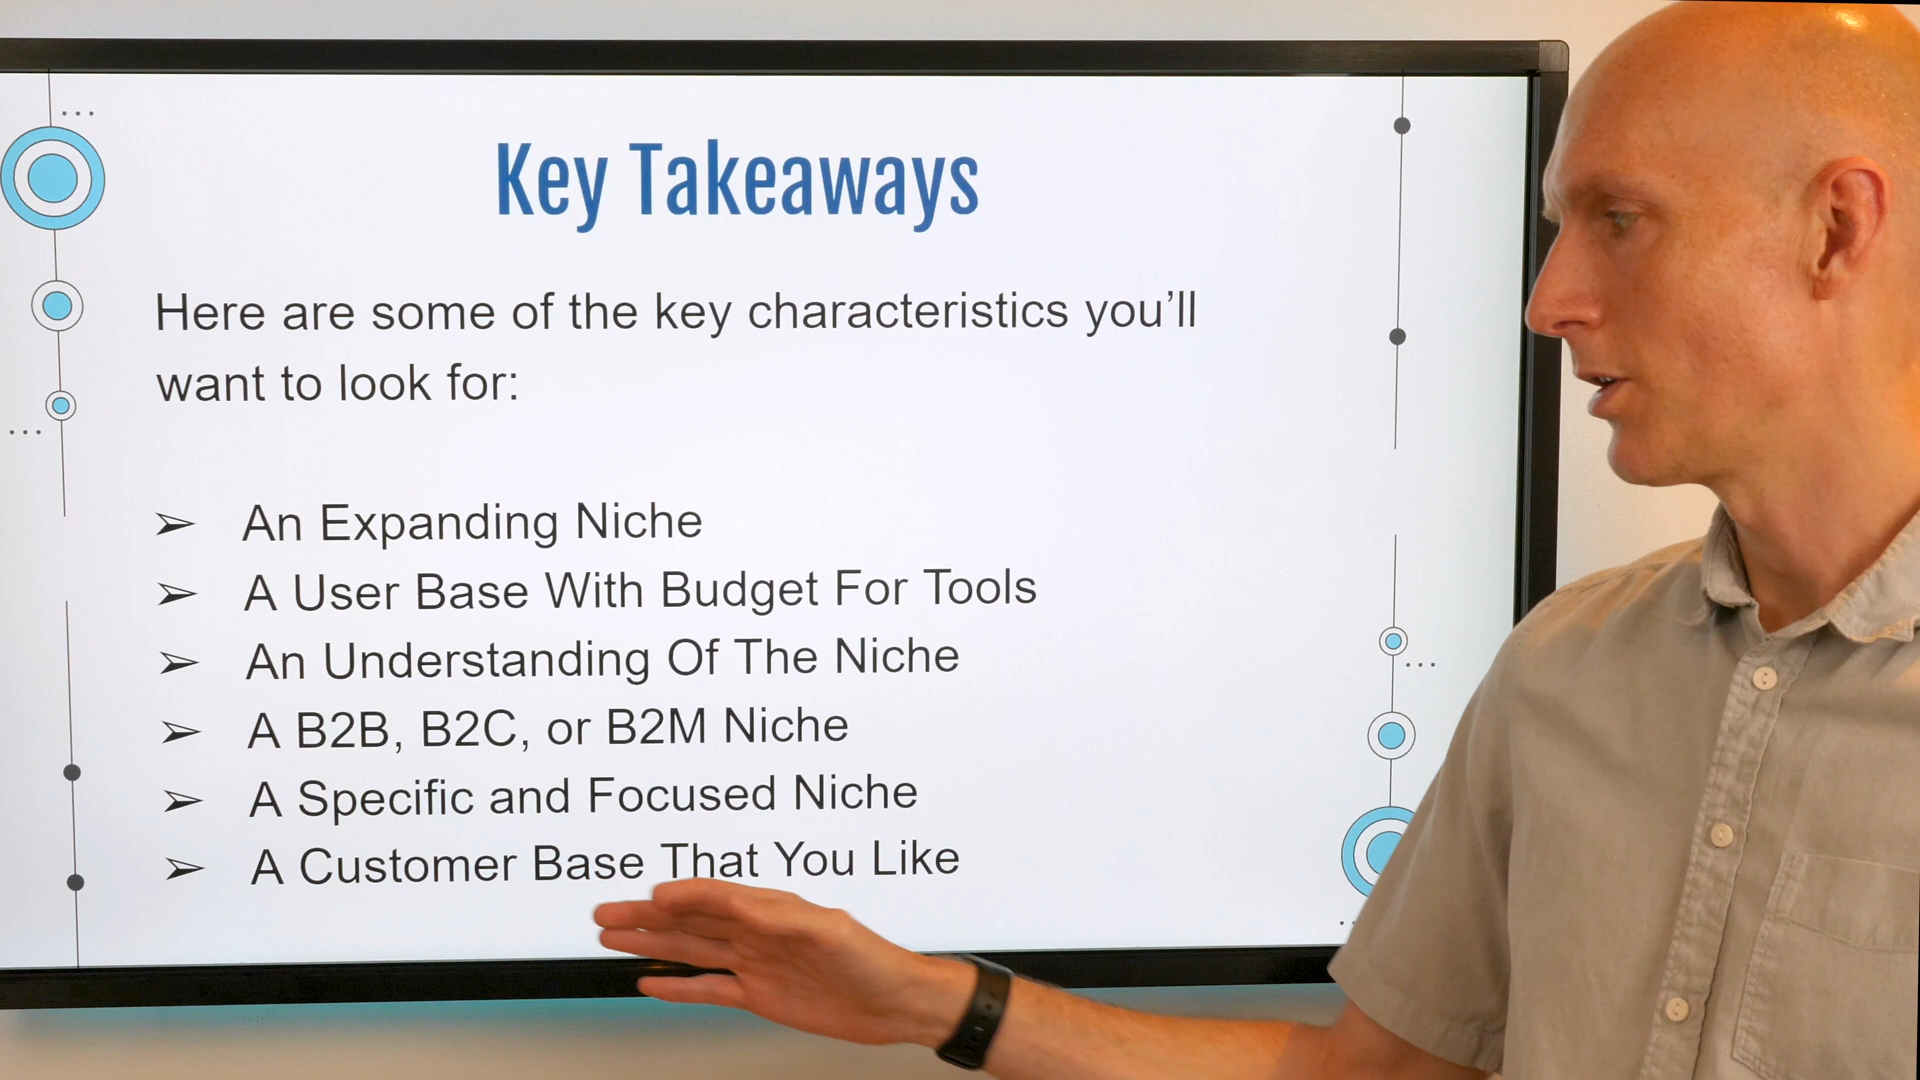 Key Takeaways
Here are some of the key characteristics you'll
want to look for:
➢ An Expanding Niche
➢ A User Base With Budget For Tools
➢ An Understanding Of The Niche
➢ A B2B, B2C, or B2M Niche
➢ A Specific and Focused Niche
➢ A Customer Base That You Like